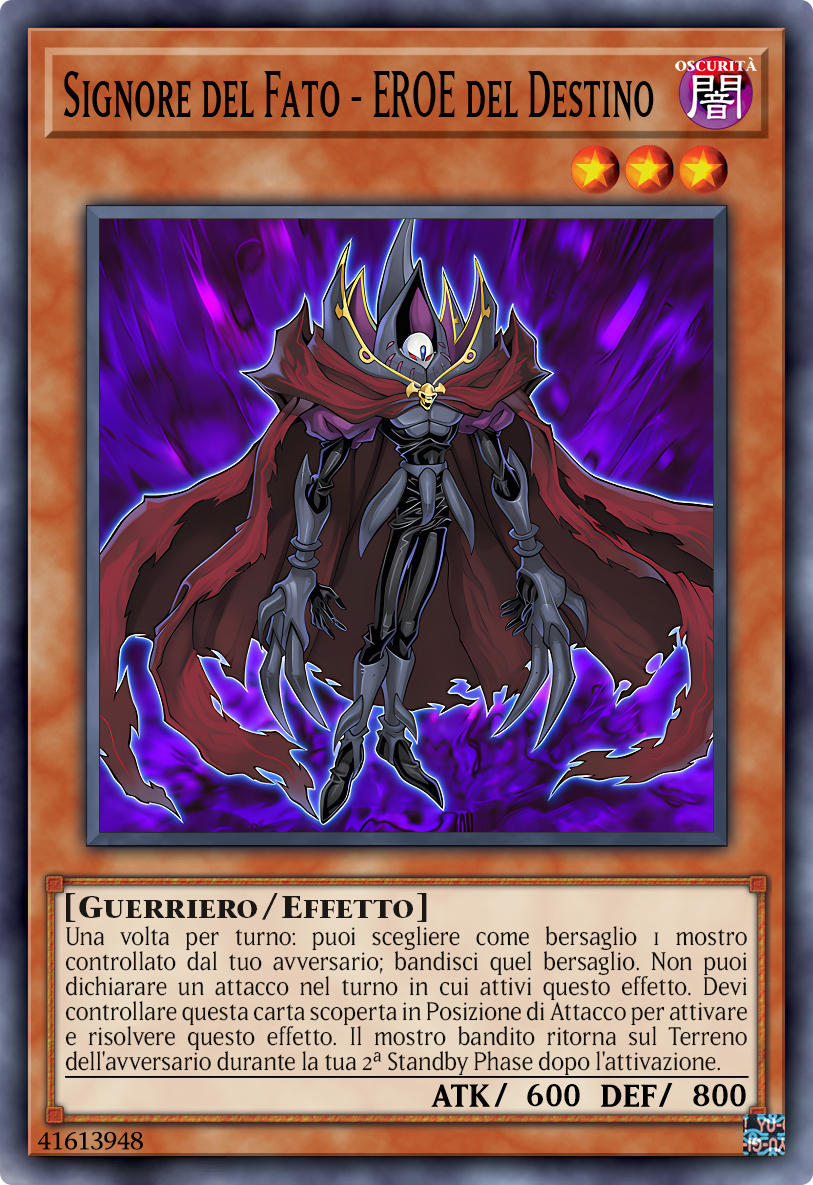 Signore del Fato - EROE del Destino
OSCURITÀ
闇
[Guerriero/Effetto]
Una volta per turno: puoi scegliere come bersaglio 1 mostro
controllato dal tuo avversario; bandisci quel bersaglio. Non puoi
dichiarare un attacco nel turno in cui attivi questo effetto. Devi
controllare questa carta scoperta in Posizione di Attacco per attivare
e risolvere questo effetto. Il mostro bandito ritorna sul Terreno
dell'avversario durante la tua 2ª Standby Phase dopo l'attivazione.
ATK/ 600 DEF/ 800
41613948